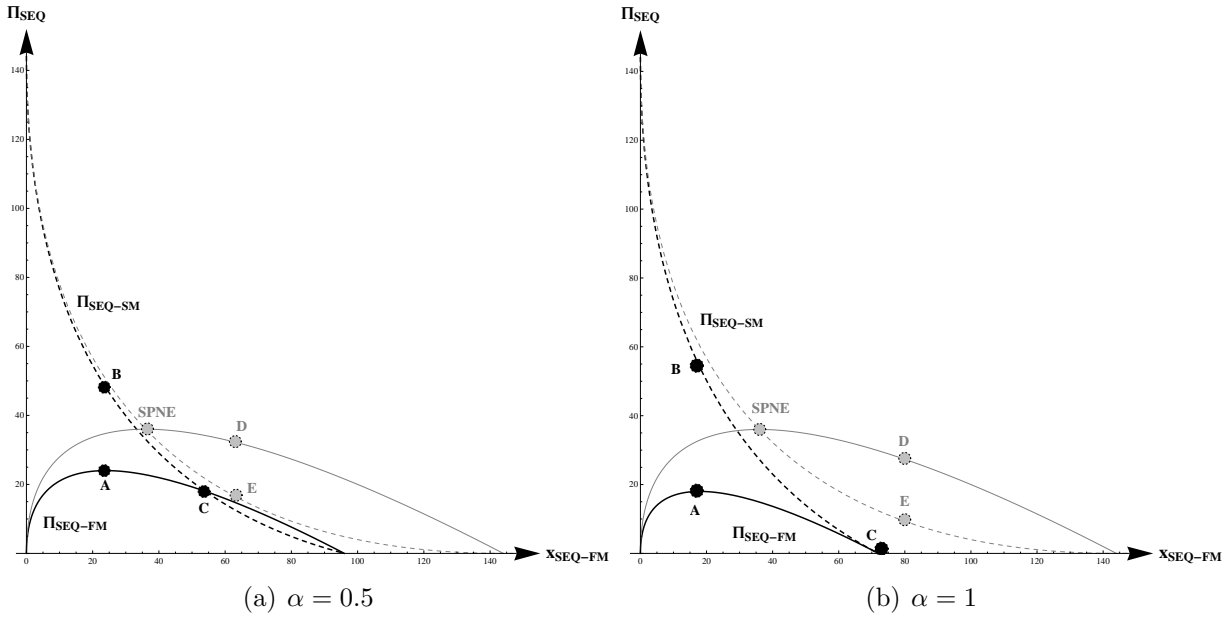 Π_SEQ
140
120
100
80
60
40
20
Π_SEQ−SM
B
SPNE
D
A
E
C
Π_SEQ−FM
0 20 40 60 80 100 120 140
x_SEQ−FM
(a) α = 0.5
Π_SEQ
140
120
100
80
60
40
20
Π_SEQ−SM
B
SPNE
D
A
E
Π_SEQ−FM
C
0 20 40 60 80 100 120 140
x_SEQ−FM
(b) α = 1